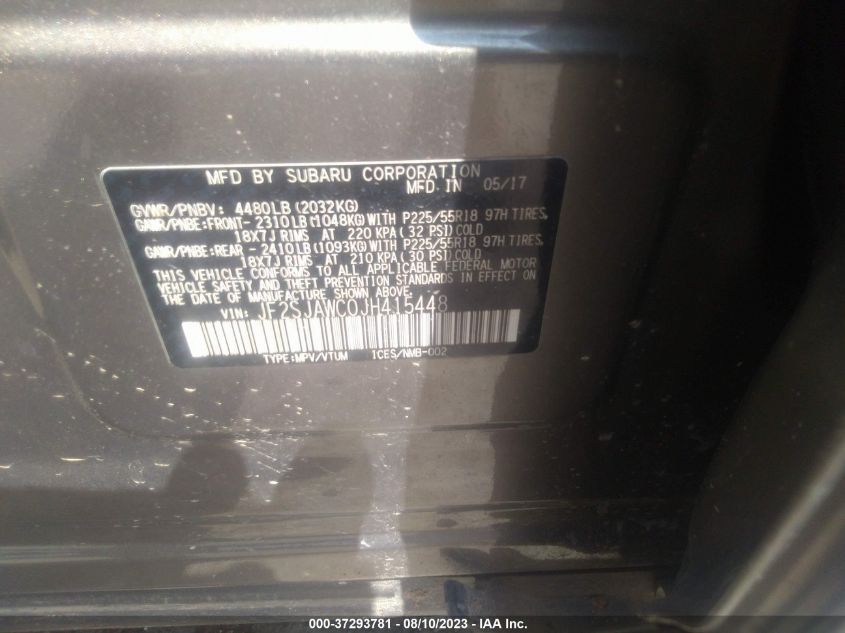 MFD BY SUBARU CORPORATION
MFD.IN 05/17
GVWR/PNBV: 4480LB(2032KG)
GAWR/PNBE:FRONT- 2310LB(1048KG)WITH P225/55R18 97H TIRES,
18X7J RIMS AT 220 KPA(32 PSI)COLD
GAWR/PNBE:REAR - 2410LB(1093KG)WITH P225/55R18 97H TIRES,
18X7J RIMS AT 210 KPA(30 PSI)COLD
THIS VEHICLE CONFORMS TO ALL APPLICABLE FEDERAL MOTOR
VEHICLE SAFETY AND THEFT PREVENTION STANDARDS IN EFFECT ON
THE DATE OF MANUFACTURE SHOWN ABOVE.
VIN: JF2SJAWC0JH415448
TYPE:MPV/VTUM ICES/NMB-002
000-37293781 - 08/10/2023 - IAA Inc.